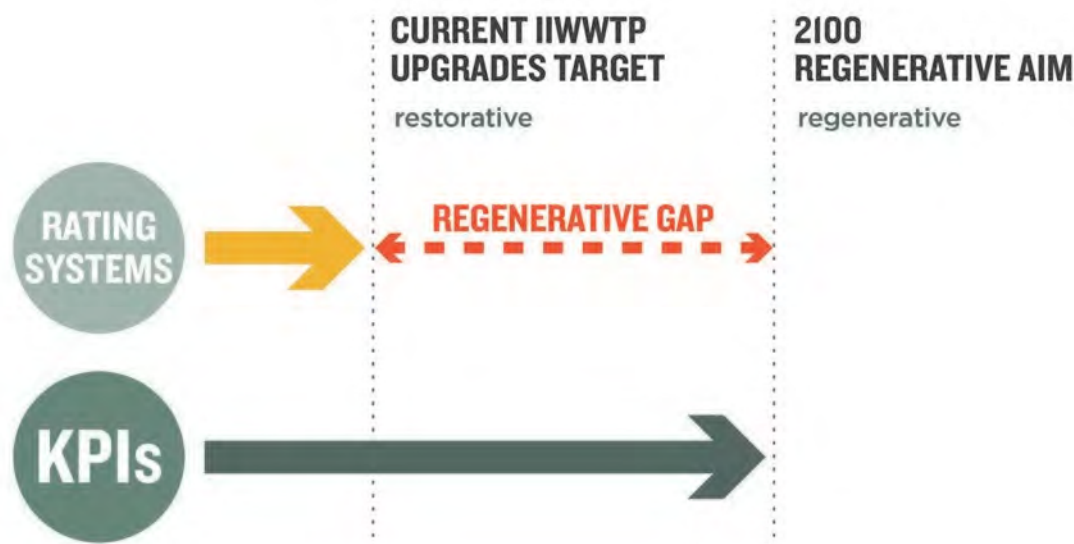 CURRENT IIWWTP
UPGRADES TARGET
restorative
2100
REGENERATIVE AIM
regenerative
RATING
SYSTEMS
REGENERATIVE GAP
KPIs